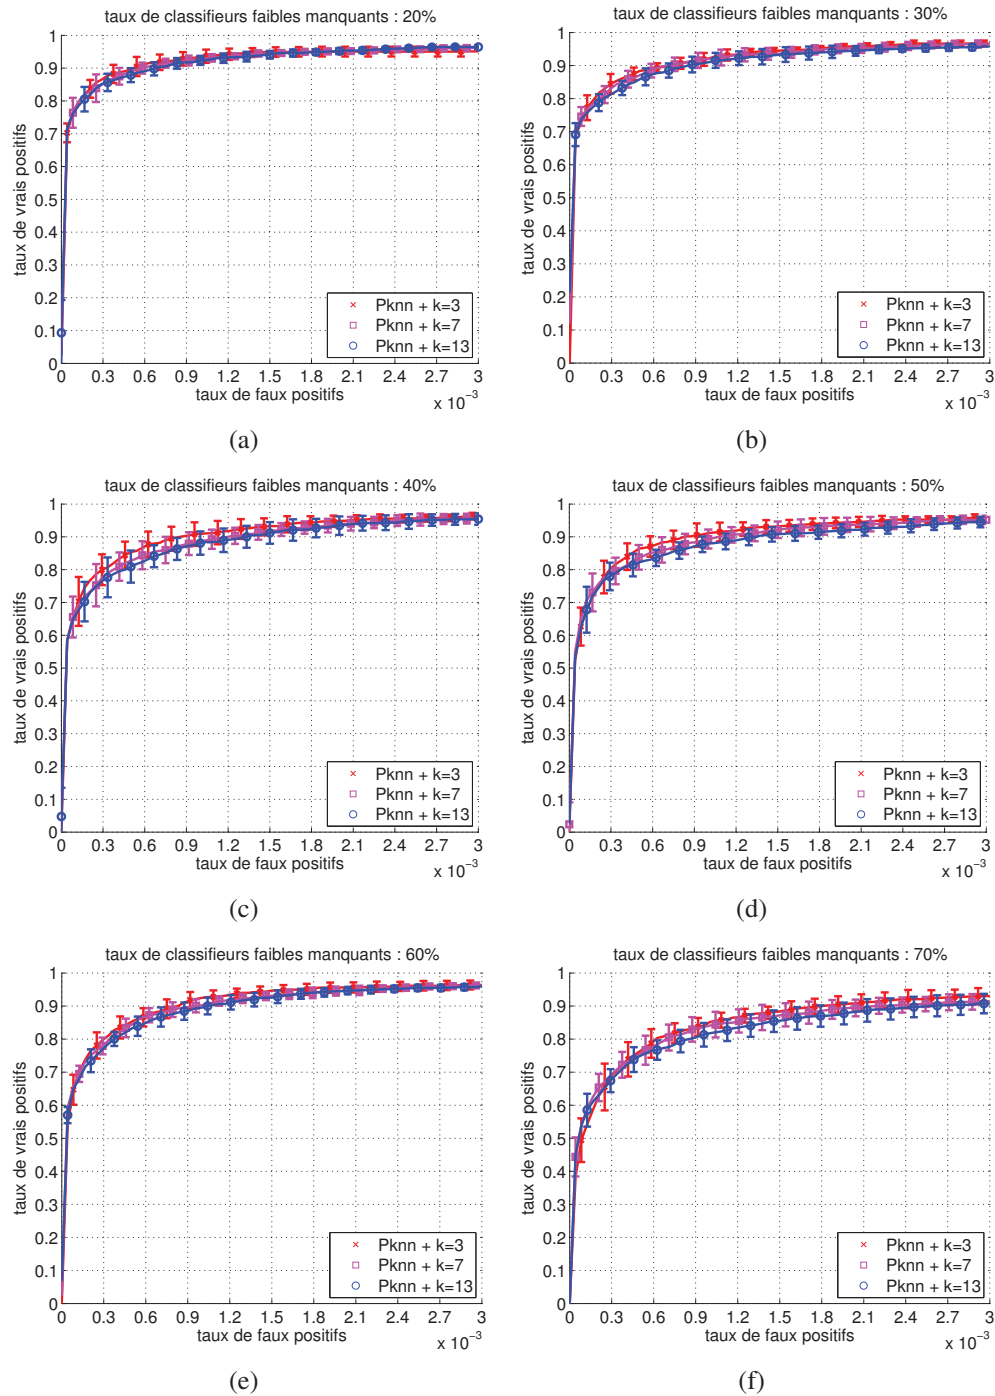 taux de classifieurs faibles manquants : 20%
1
0.9
0.8
0.7
0.6
0.5
0.4
0.3
0.2
0.1
0
taux de vrais positifs
Pknn + k=3
Pknn + k=7
Pknn + k=13
0 0.3 0.6 0.9 1.2 1.5 1.8 2.1 2.4 2.7 3
taux de faux positifs
x 10⁻³
(a)
taux de classifieurs faibles manquants : 30%
1
0.9
0.8
0.7
0.6
0.5
0.4
0.3
0.2
0.1
0
taux de vrais positifs
Pknn + k=3
Pknn + k=7
Pknn + k=13
0 0.3 0.6 0.9 1.2 1.5 1.8 2.1 2.4 2.7 3
taux de faux positifs
x 10⁻³
(b)
taux de classifieurs faibles manquants : 40%
1
0.9
0.8
0.7
0.6
0.5
0.4
0.3
0.2
0.1
0
taux de vrais positifs
Pknn + k=3
Pknn + k=7
Pknn + k=13
0 0.3 0.6 0.9 1.2 1.5 1.8 2.1 2.4 2.7 3
taux de faux positifs
x 10⁻³
(c)
taux de classifieurs faibles manquants : 50%
1
0.9
0.8
0.7
0.6
0.5
0.4
0.3
0.2
0.1
0
taux de vrais positifs
Pknn + k=3
Pknn + k=7
Pknn + k=13
0 0.3 0.6 0.9 1.2 1.5 1.8 2.1 2.4 2.7 3
taux de faux positifs
x 10⁻³
(d)
taux de classifieurs faibles manquants : 60%
1
0.9
0.8
0.7
0.6
0.5
0.4
0.3
0.2
0.1
0
taux de vrais positifs
Pknn + k=3
Pknn + k=7
Pknn + k=13
0 0.3 0.6 0.9 1.2 1.5 1.8 2.1 2.4 2.7 3
taux de faux positifs
x 10⁻³
(e)
taux de classifieurs faibles manquants : 70%
1
0.9
0.8
0.7
0.6
0.5
0.4
0.3
0.2
0.1
0
taux de vrais positifs
Pknn + k=3
Pknn + k=7
Pknn + k=13
0 0.3 0.6 0.9 1.2 1.5 1.8 2.1 2.4 2.7 3
taux de faux positifs
x 10⁻³
(f)